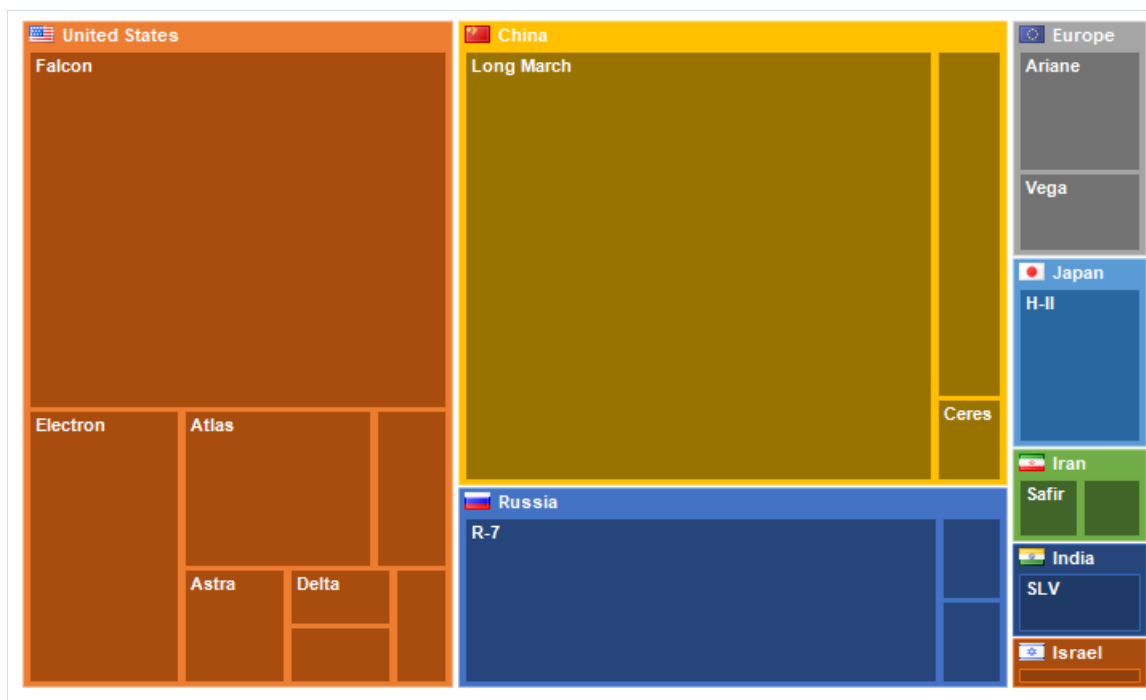 United States
Falcon
Electron
Atlas
Astra
Delta
China
Long March
Ceres
Russia
R-7
Europe
Ariane
Vega
Japan
H-II
Iran
Safir
India
SLV
Israel